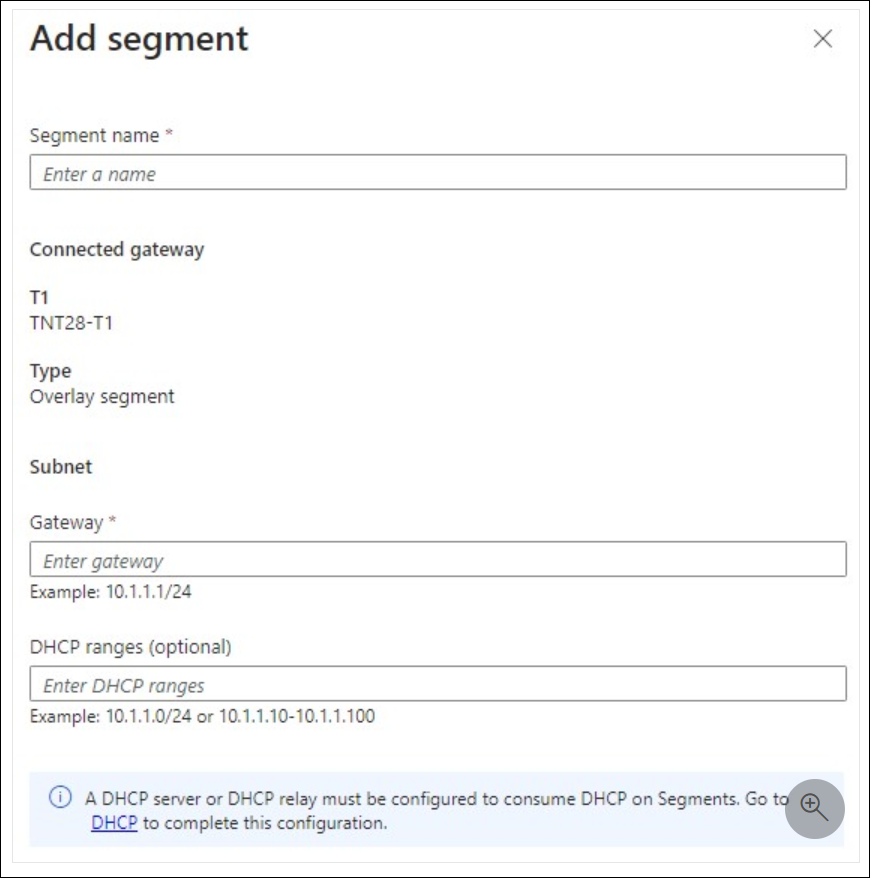 Add segment
Segment name *
Enter a name
Connected gateway
T1
TNT28-T1
Type
Overlay segment
Subnet
Gateway *
Enter gateway
Example: 10.1.1.1/24
DHCP ranges (optional)
Enter DHCP ranges
Example: 10.1.1.0/24 or 10.1.1.10-10.1.1.100
A DHCP server or DHCP relay must be configured to consume DHCP on Segments. Go to
DHCP to complete this configuration.